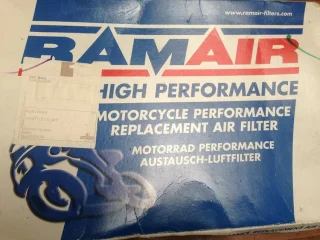 www.ramair-filters.com
RAMAIR
HIGH PERFORMANCE
MOTORCYCLE PERFORMANCE
REPLACEMENT AIR FILTER
MOTORRAD PERFORMANCE
AUSTAUSCH-LUFTFILTER